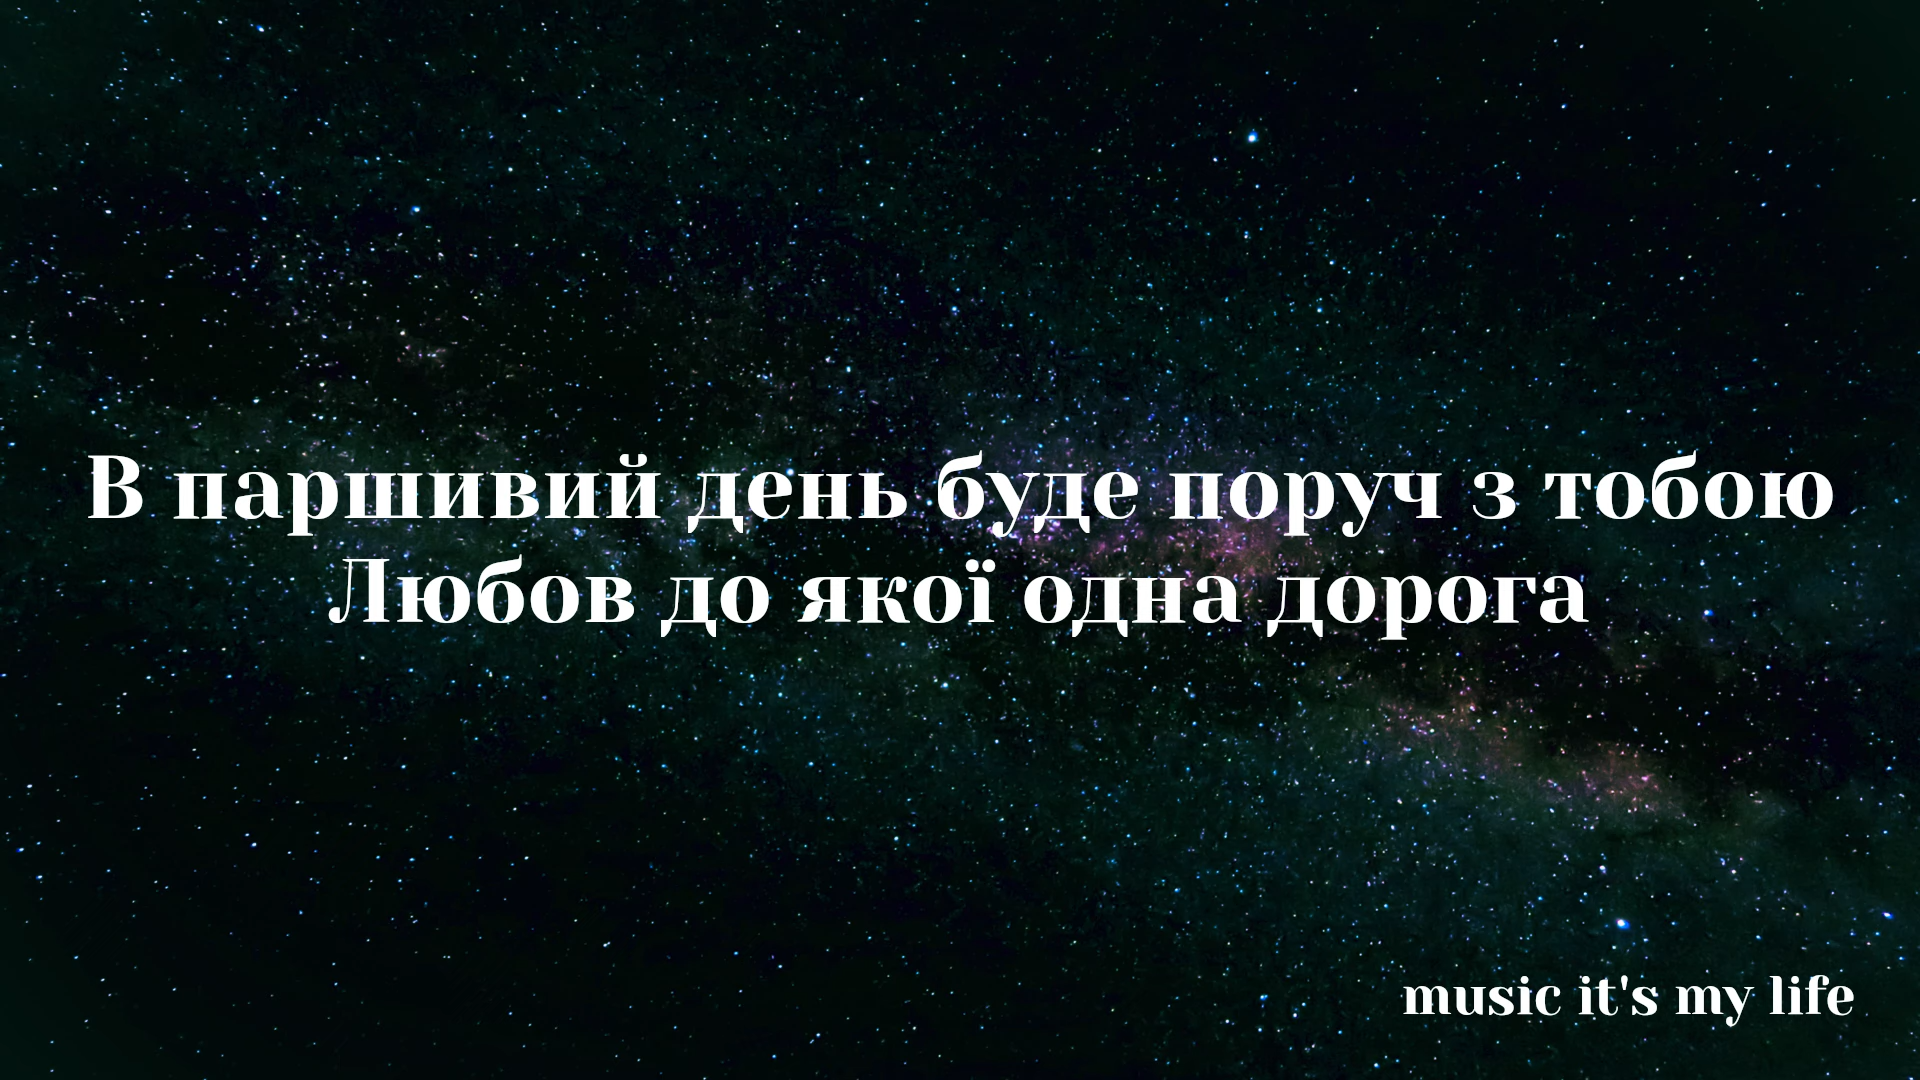 В паршивий день буде поруч з тобою
Любов до якої одна дорога
music it's my life